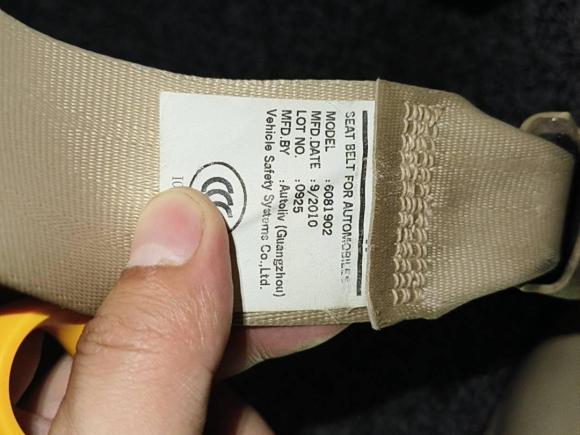 SEAT BELT FOR AUTOMOBILES
MODEL :6081902
MFD.DATE :9/2010
LOT NO. :0925
MFD.BY :Autoliv (Guangzhou)
Vehicle Safety Systems Co.,Ltd.